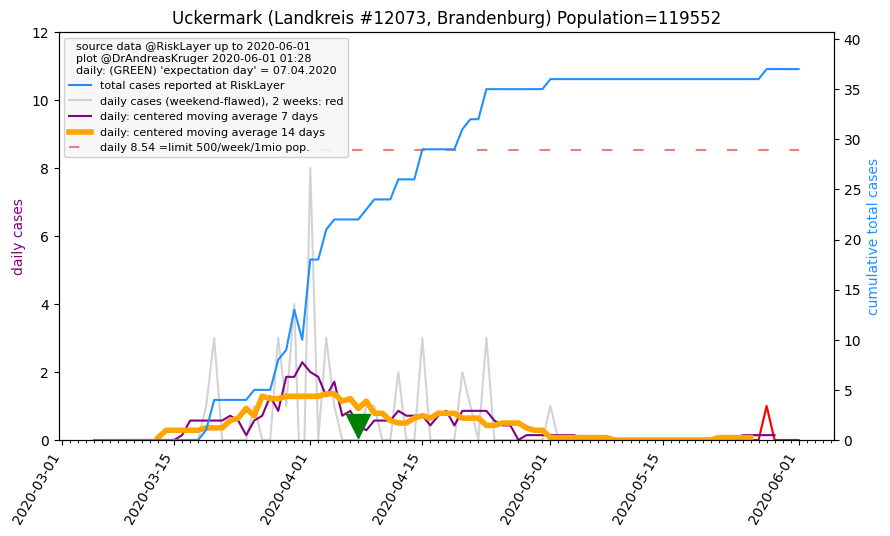 Uckermark (Landkreis #12073, Brandenburg) Population=119552
source data @RiskLayer up to 2020-06-01
plot @DrAndreasKruger 2020-06-01 01:28
daily: (GREEN) 'expectation day' = 07.04.2020
total cases reported at RiskLayer
daily cases (weekend-flawed), 2 weeks: red
daily: centered moving average 7 days
daily: centered moving average 14 days
daily 8.54 =limit 500/week/1mio pop.
daily cases
12
10
8
6
4
2
0
cumulative total cases
40
35
30
25
20
15
10
5
0
2020-03-01
2020-03-15
2020-04-01
2020-04-15
2020-05-01
2020-05-15
2020-06-01